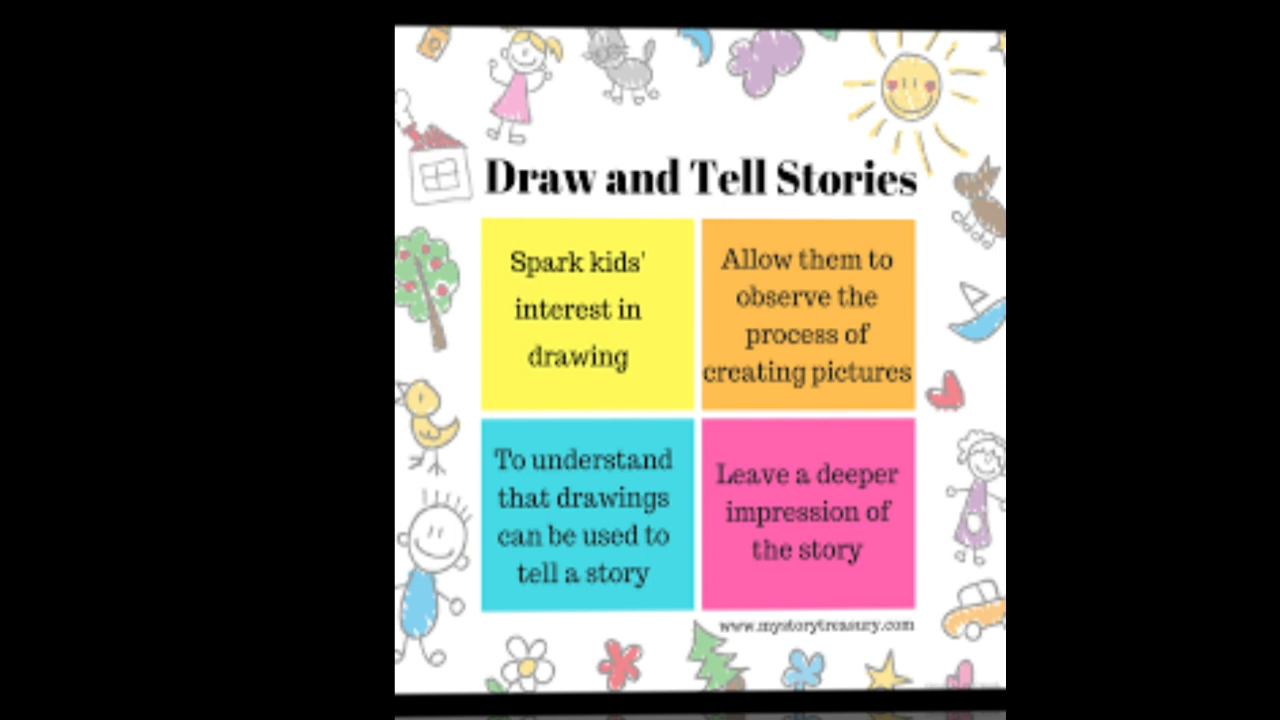 Draw and Tell Stories
Spark kids'
interest in
drawing
Allow them to
observe the
process of
creating pictures
To understand
that drawings
can be used to
tell a story
Leave a deeper
impression of
the story
www.mystorytreasury.com